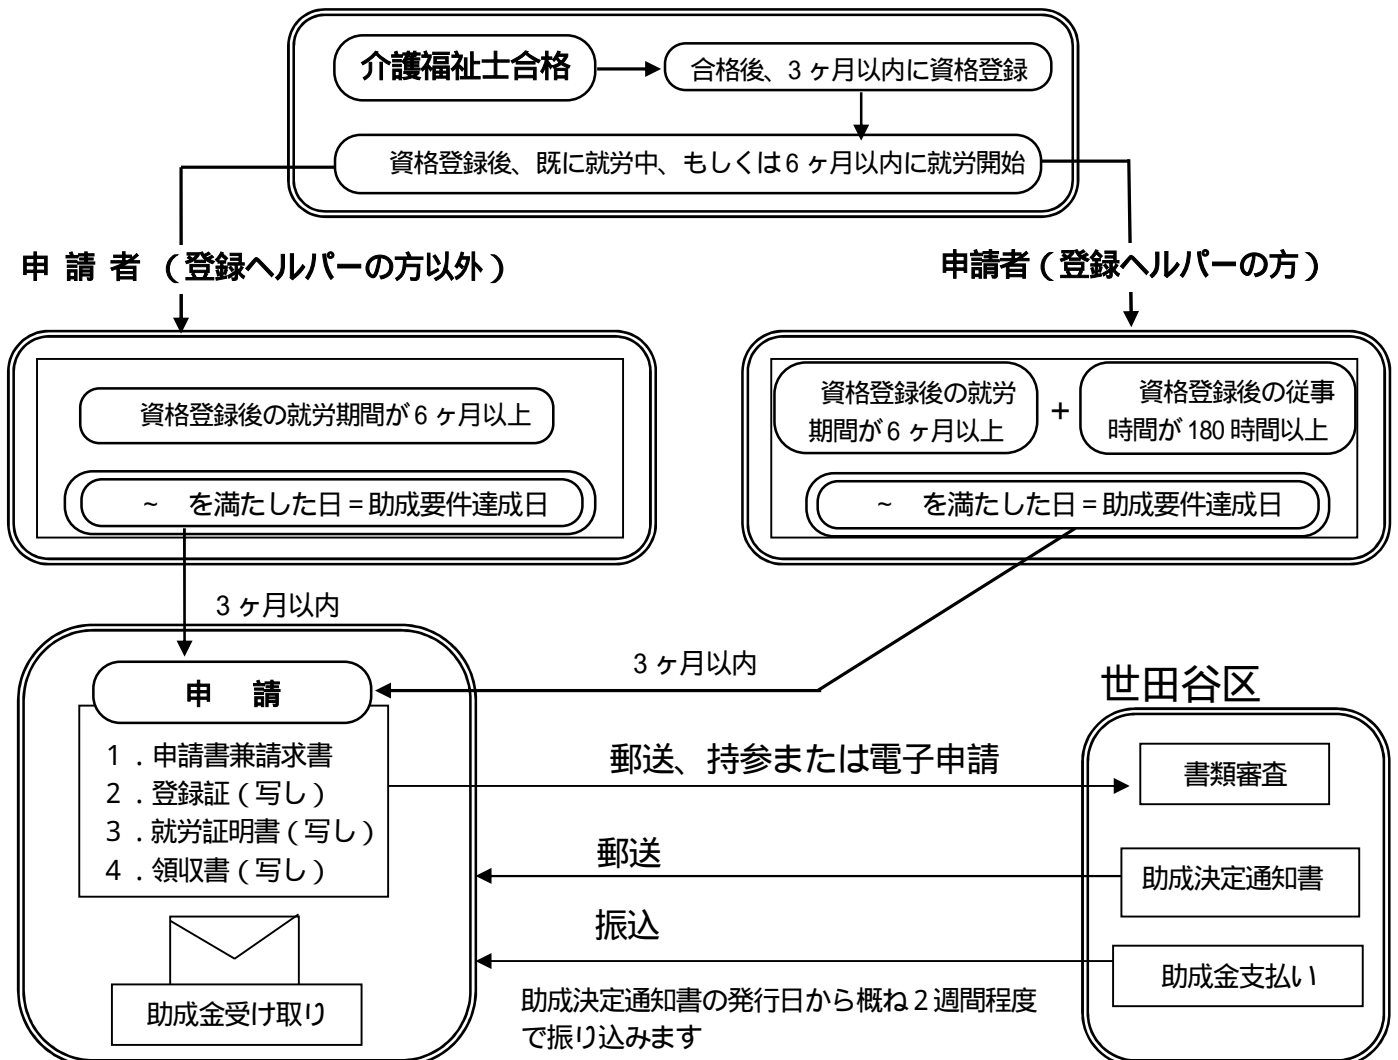 介護福祉士合格
合格後、3ヶ月以内に資格登録
資格登録後、既に就労中、もしくは6ヶ月以内に就労開始
申 請 者 (登録ヘルパーの方以外)
申請者(登録ヘルパーの方)
資格登録後の就労期間が6ヶ月以上
~ を満たした日=助成要件達成日
資格登録後の就労
期間が6ヶ月以上
+
資格登録後の従事
時間が180時間以上
~ を満たした日=助成要件達成日
3ヶ月以内
3ヶ月以内
申 請
1.申請書兼請求書
2.登録証(写し)
3.就労証明書(写し)
4.領収書(写し)
助成金受け取り
郵送、持参または電子申請
郵送
振込
助成決定通知書の発行日から概ね2週間程度
で振り込みます
世田谷区
書類審査
助成決定通知書
助成金支払い